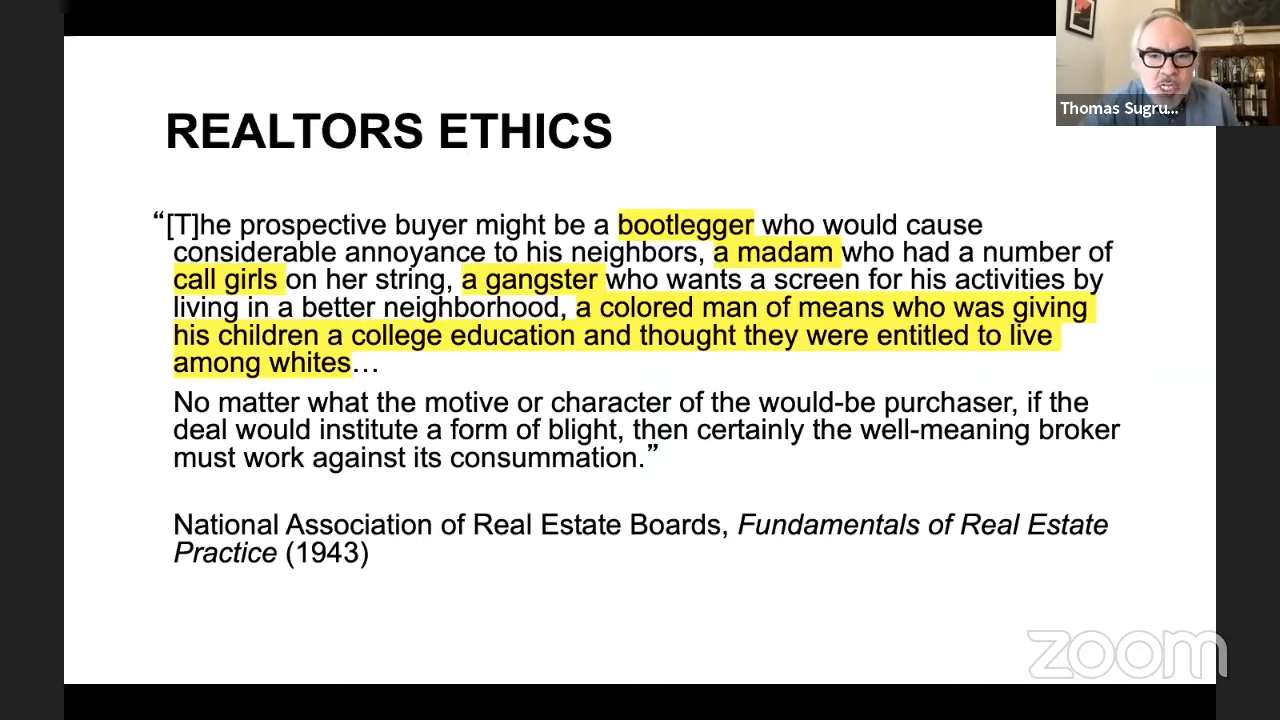 Thomas Sugru...
REALTORS ETHICS
“[T]he prospective buyer might be a bootlegger who would cause
considerable annoyance to his neighbors, a madam who had a number of
call girls on her string, a gangster who wants a screen for his activities by
living in a better neighborhood, a colored man of means who was giving
his children a college education and thought they were entitled to live
among whites…
No matter what the motive or character of the would-be purchaser, if the
deal would institute a form of blight, then certainly the well-meaning broker
must work against its consummation.”
National Association of Real Estate Boards, Fundamentals of Real Estate
Practice (1943)
zoom